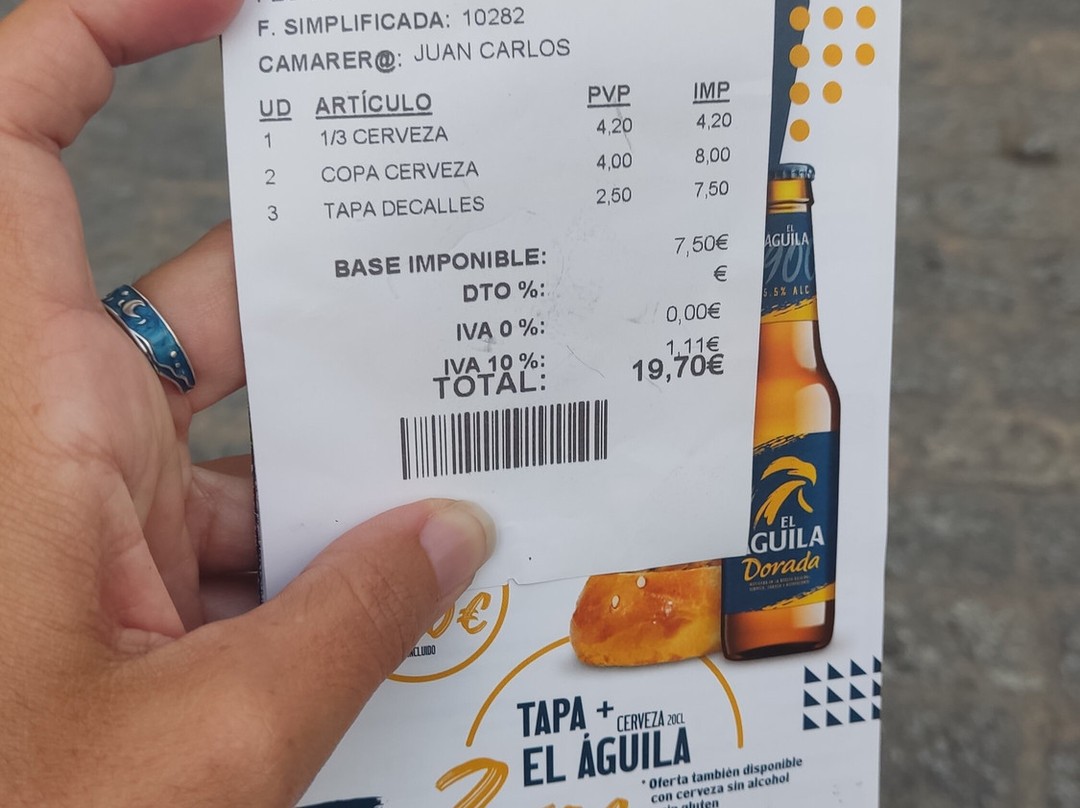 F. SIMPLIFICADA: 10282
CAMARER@: JUAN CARLOS
UD ARTÍCULO PVP IMP
1 1/3 CERVEZA 4,20 4,20
2 COPA CERVEZA 4,00 8,00
3 TAPA DECALLES 2,50 7,50
BASE IMPONIBLE: 7,50€
DTO %: €
IVA 0 %: 0,00€
IVA 10 %: 1,11€
TOTAL: 19,70€
EL
AGUILA
5.5% ALC
EL
GUILA
Dorada
€
TAPA +
CERVEZA 20CL
EL ÁGUILA
* Oferta también disponible
con cerveza sin alcohol
gluten